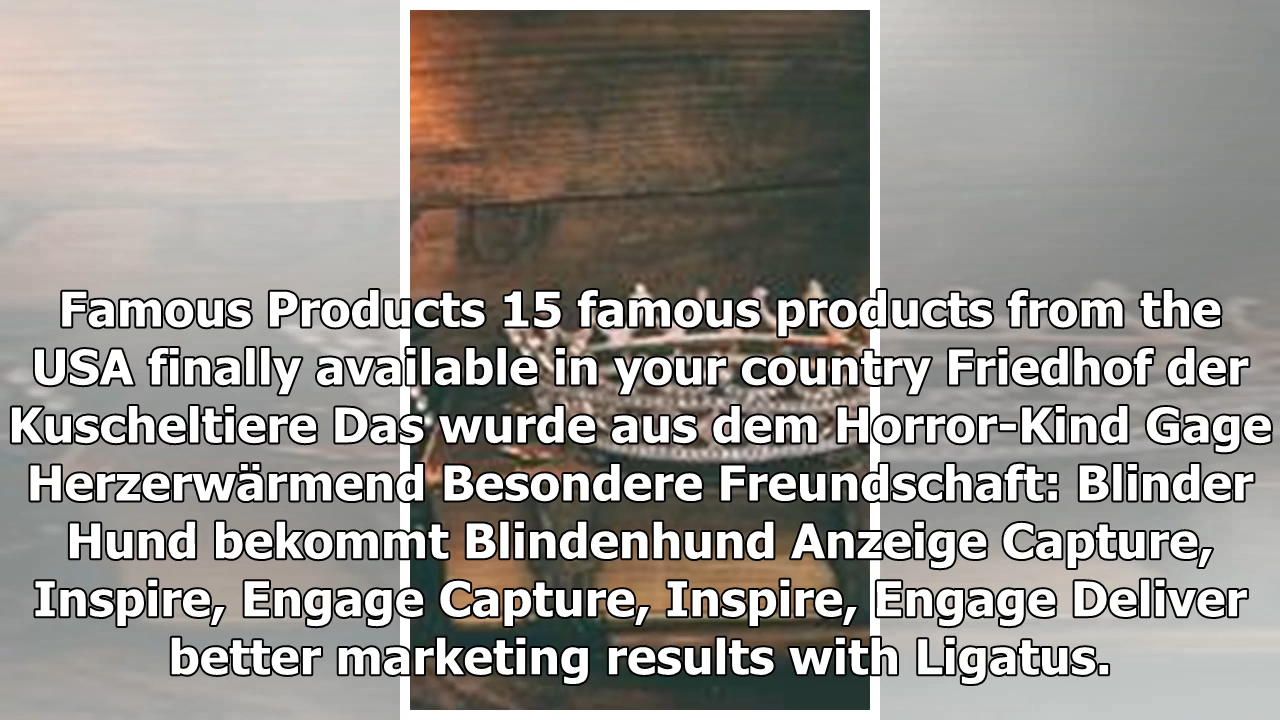 Famous Products 15 famous products from the
USA finally available in your country Friedhof der
Kuscheltiere Das wurde aus dem Horror-Kind Gage
Herzerwärmend Besondere Freundschaft: Blinder
Hund bekommt Blindenhund Anzeige Capture,
Inspire, Engage Capture, Inspire, Engage Deliver
better marketing results with Ligatus.